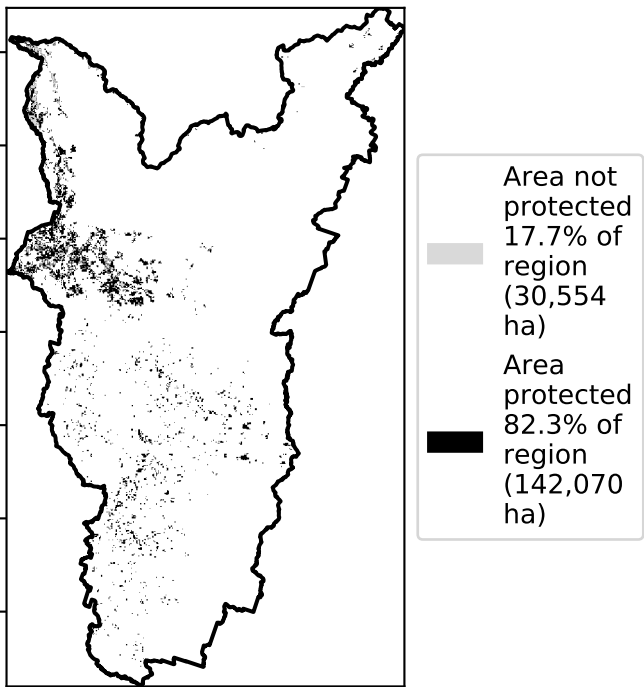 Area not
protected
17.7% of
region
(30,554
ha)
Area
protected
82.3% of
region
(142,070
ha)